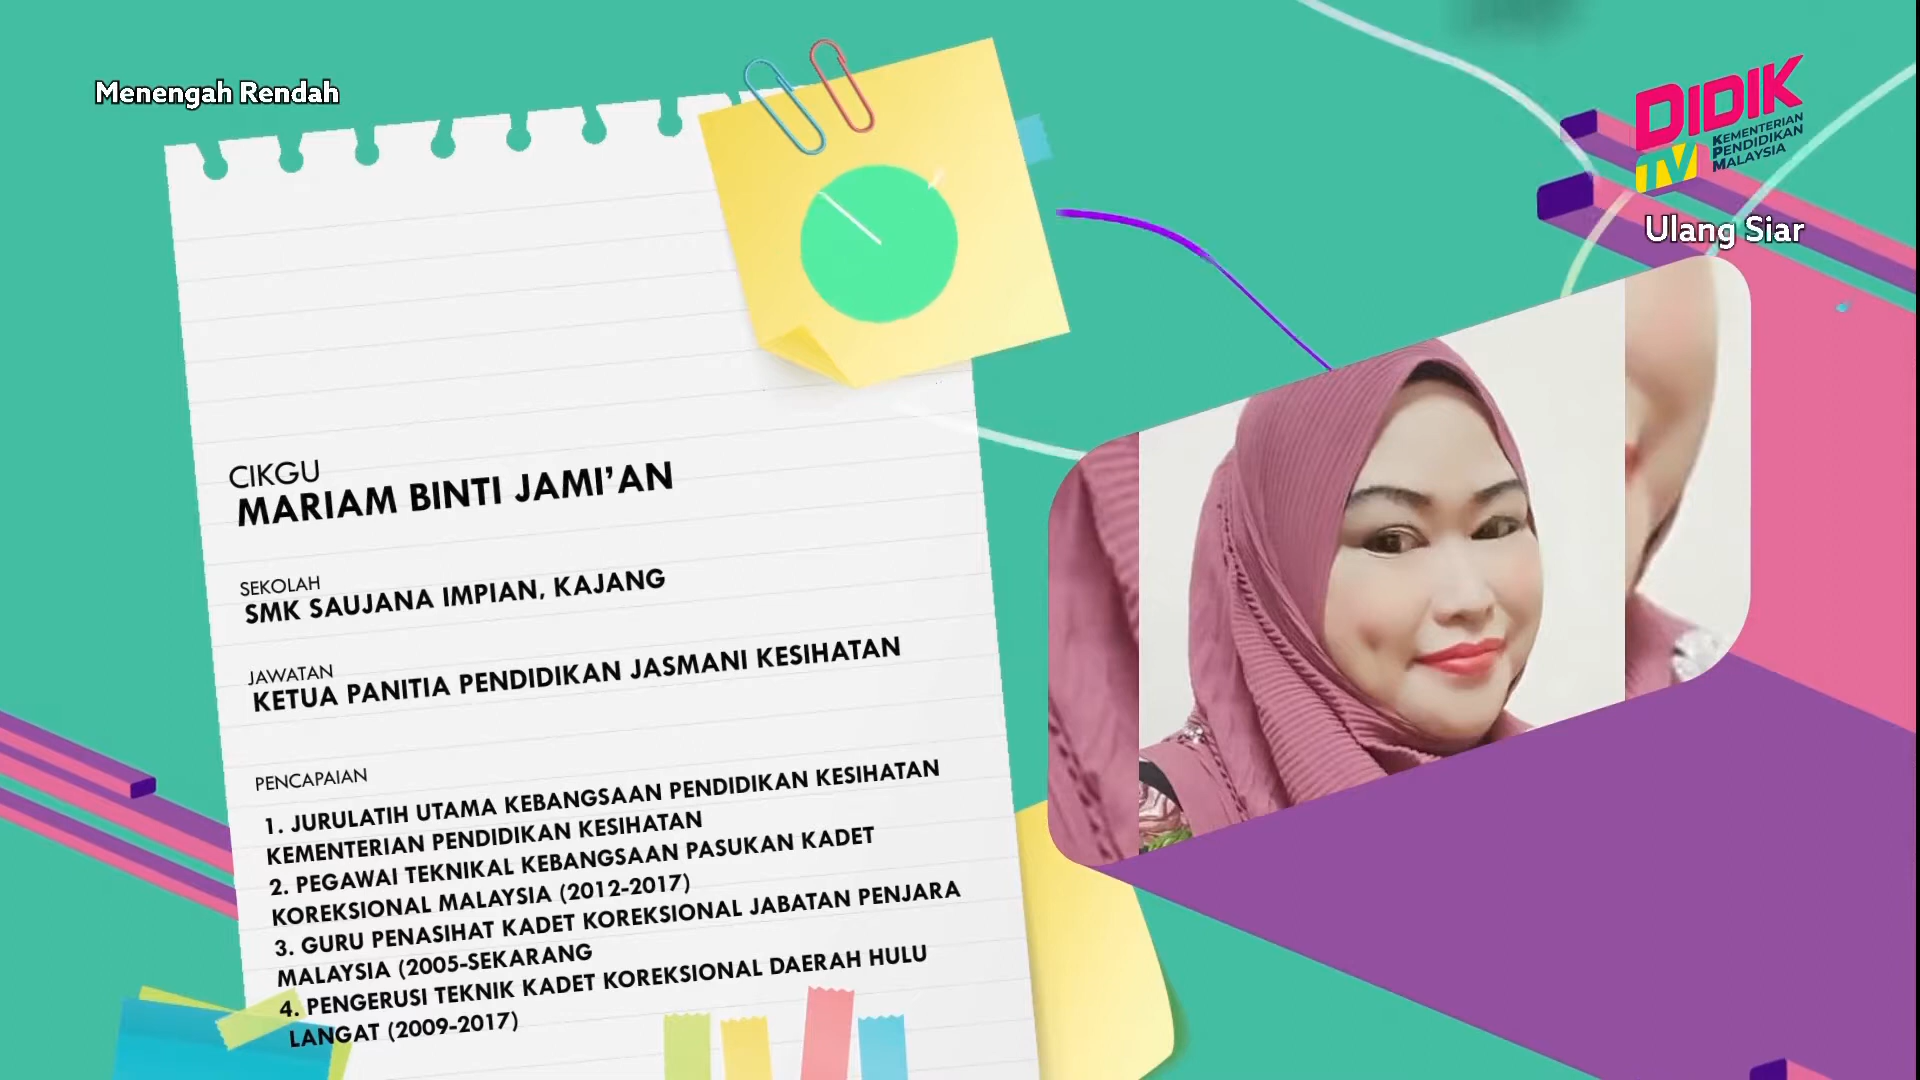 Menengah Rendah
DIDIK
TV
KEMENTERIAN
PENDIDIKAN
MALAYSIA
Ulang Siar
CIKGU
MARIAM BINTI JAMI'AN
SEKOLAH
SMK SAUJANA IMPIAN, KAJANG
JAWATAN
KETUA PANITIA PENDIDIKAN JASMANI KESIHATAN
PENCAPAIAN
1. JURULATIH UTAMA KEBANGSAAN PENDIDIKAN KESIHATAN
KEMENTERIAN PENDIDIKAN KESIHATAN
2. PEGAWAI TEKNIKAL KEBANGSAAN PASUKAN KADET
KOREKSIONAL MALAYSIA (2012-2017)
3. GURU PENASIHAT KADET KOREKSIONAL JABATAN PENJARA
MALAYSIA (2005-SEKARANG
4. PENGERUSI TEKNIK KADET KOREKSIONAL DAERAH HULU
LANGAT (2009-2017)